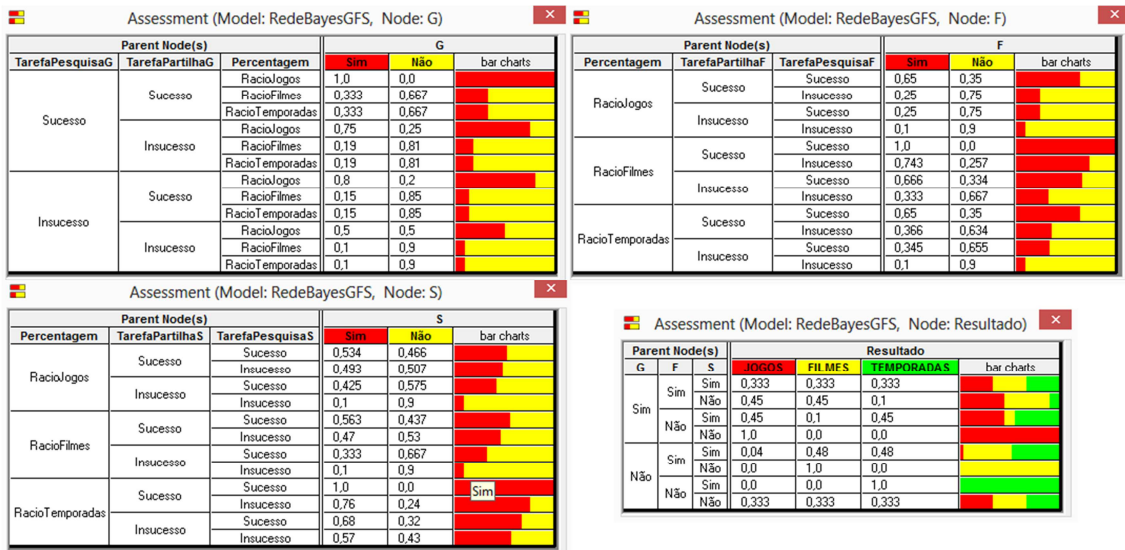 Assessment (Model: RedeBayesGFS, Node: G)
Parent Node(s) G
TarefaPesquisaG TarefaPartilhaG Percentagem Sim Não bar charts
Sucesso Sucesso RacioJogos 1,0 0,0
RacioFilmes 0,333 0,667
RacioTemporadas 0,333 0,667
Insucesso RacioJogos 0,75 0,25
RacioFilmes 0,19 0,81
RacioTemporadas 0,19 0,81
Insucesso Sucesso RacioJogos 0,8 0,2
RacioFilmes 0,15 0,85
RacioTemporadas 0,15 0,85
Insucesso RacioJogos 0,5 0,5
RacioFilmes 0,1 0,9
RacioTemporadas 0,1 0,9
Assessment (Model: RedeBayesGFS, Node: F)
Parent Node(s) F
Percentagem TarefaPartilhaF TarefaPesquisaF Sim Não bar charts
RacioJogos Sucesso Sucesso 0,65 0,35
Insucesso 0,25 0,75
Insucesso Sucesso 0,25 0,75
Insucesso 0,1 0,9
RacioFilmes Sucesso Sucesso 1,0 0,0
Insucesso 0,743 0,257
Insucesso Sucesso 0,666 0,334
Insucesso 0,333 0,667
RacioTemporadas Sucesso Sucesso 0,65 0,35
Insucesso 0,366 0,634
Insucesso Sucesso 0,345 0,655
Insucesso 0,1 0,9
Assessment (Model: RedeBayesGFS, Node: S)
Parent Node(s) S
Percentagem TarefaPartilhaS TarefaPesquisaS Sim Não bar charts
RacioJogos Sucesso Sucesso 0,534 0,466
Insucesso 0,493 0,507
Insucesso Sucesso 0,425 0,575
Insucesso 0,1 0,9
RacioFilmes Sucesso Sucesso 0,563 0,437
Insucesso 0,47 0,53
Insucesso Sucesso 0,333 0,667
Insucesso 0,1 0,9
RacioTemporadas Sucesso Sucesso 1,0 0,0 Sim
Insucesso 0,76 0,24
Insucesso Sucesso 0,68 0,32
Insucesso 0,57 0,43
Assessment (Model: RedeBayesGFS, Node: Resultado)
Parent Node(s) Resultado
G F S JOGOS FILMES TEMPORADAS bar charts
Sim Sim Sim 0,333 0,333 0,333
Não 0,45 0,45 0,1
Não Sim 0,45 0,1 0,45
Não 1,0 0,0 0,0
Não Sim Sim 0,04 0,48 0,48
Não 0,0 1,0 0,0
Não Sim 0,0 0,0 1,0
Não 0,333 0,333 0,333